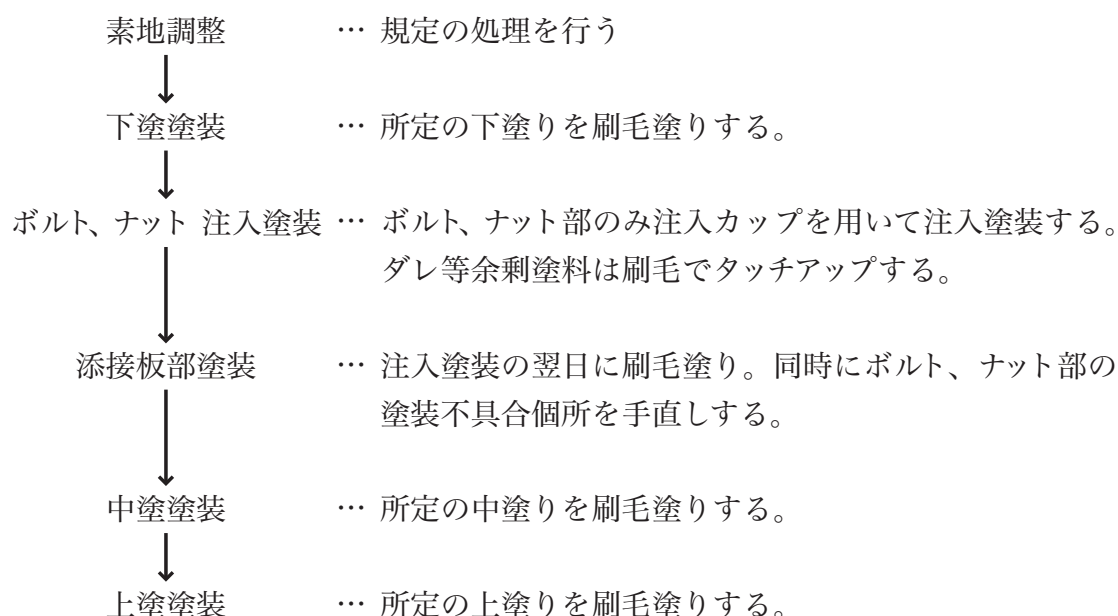 素地調整 … 規定の処理を行う
下塗塗装 … 所定の下塗りを刷毛塗りする。
ボルト、ナット 注入塗装 … ボルト、ナット部のみ注入カップを用いて注入塗装する。
ダレ等余剰塗料は刷毛でタッチアップする。
添接板部塗装 … 注入塗装の翌日に刷毛塗り。同時にボルト、ナット部の
塗装不具合個所を手直しする。
中塗塗装 … 所定の中塗りを刷毛塗りする。
上塗塗装 … 所定の上塗りを刷毛塗りする。